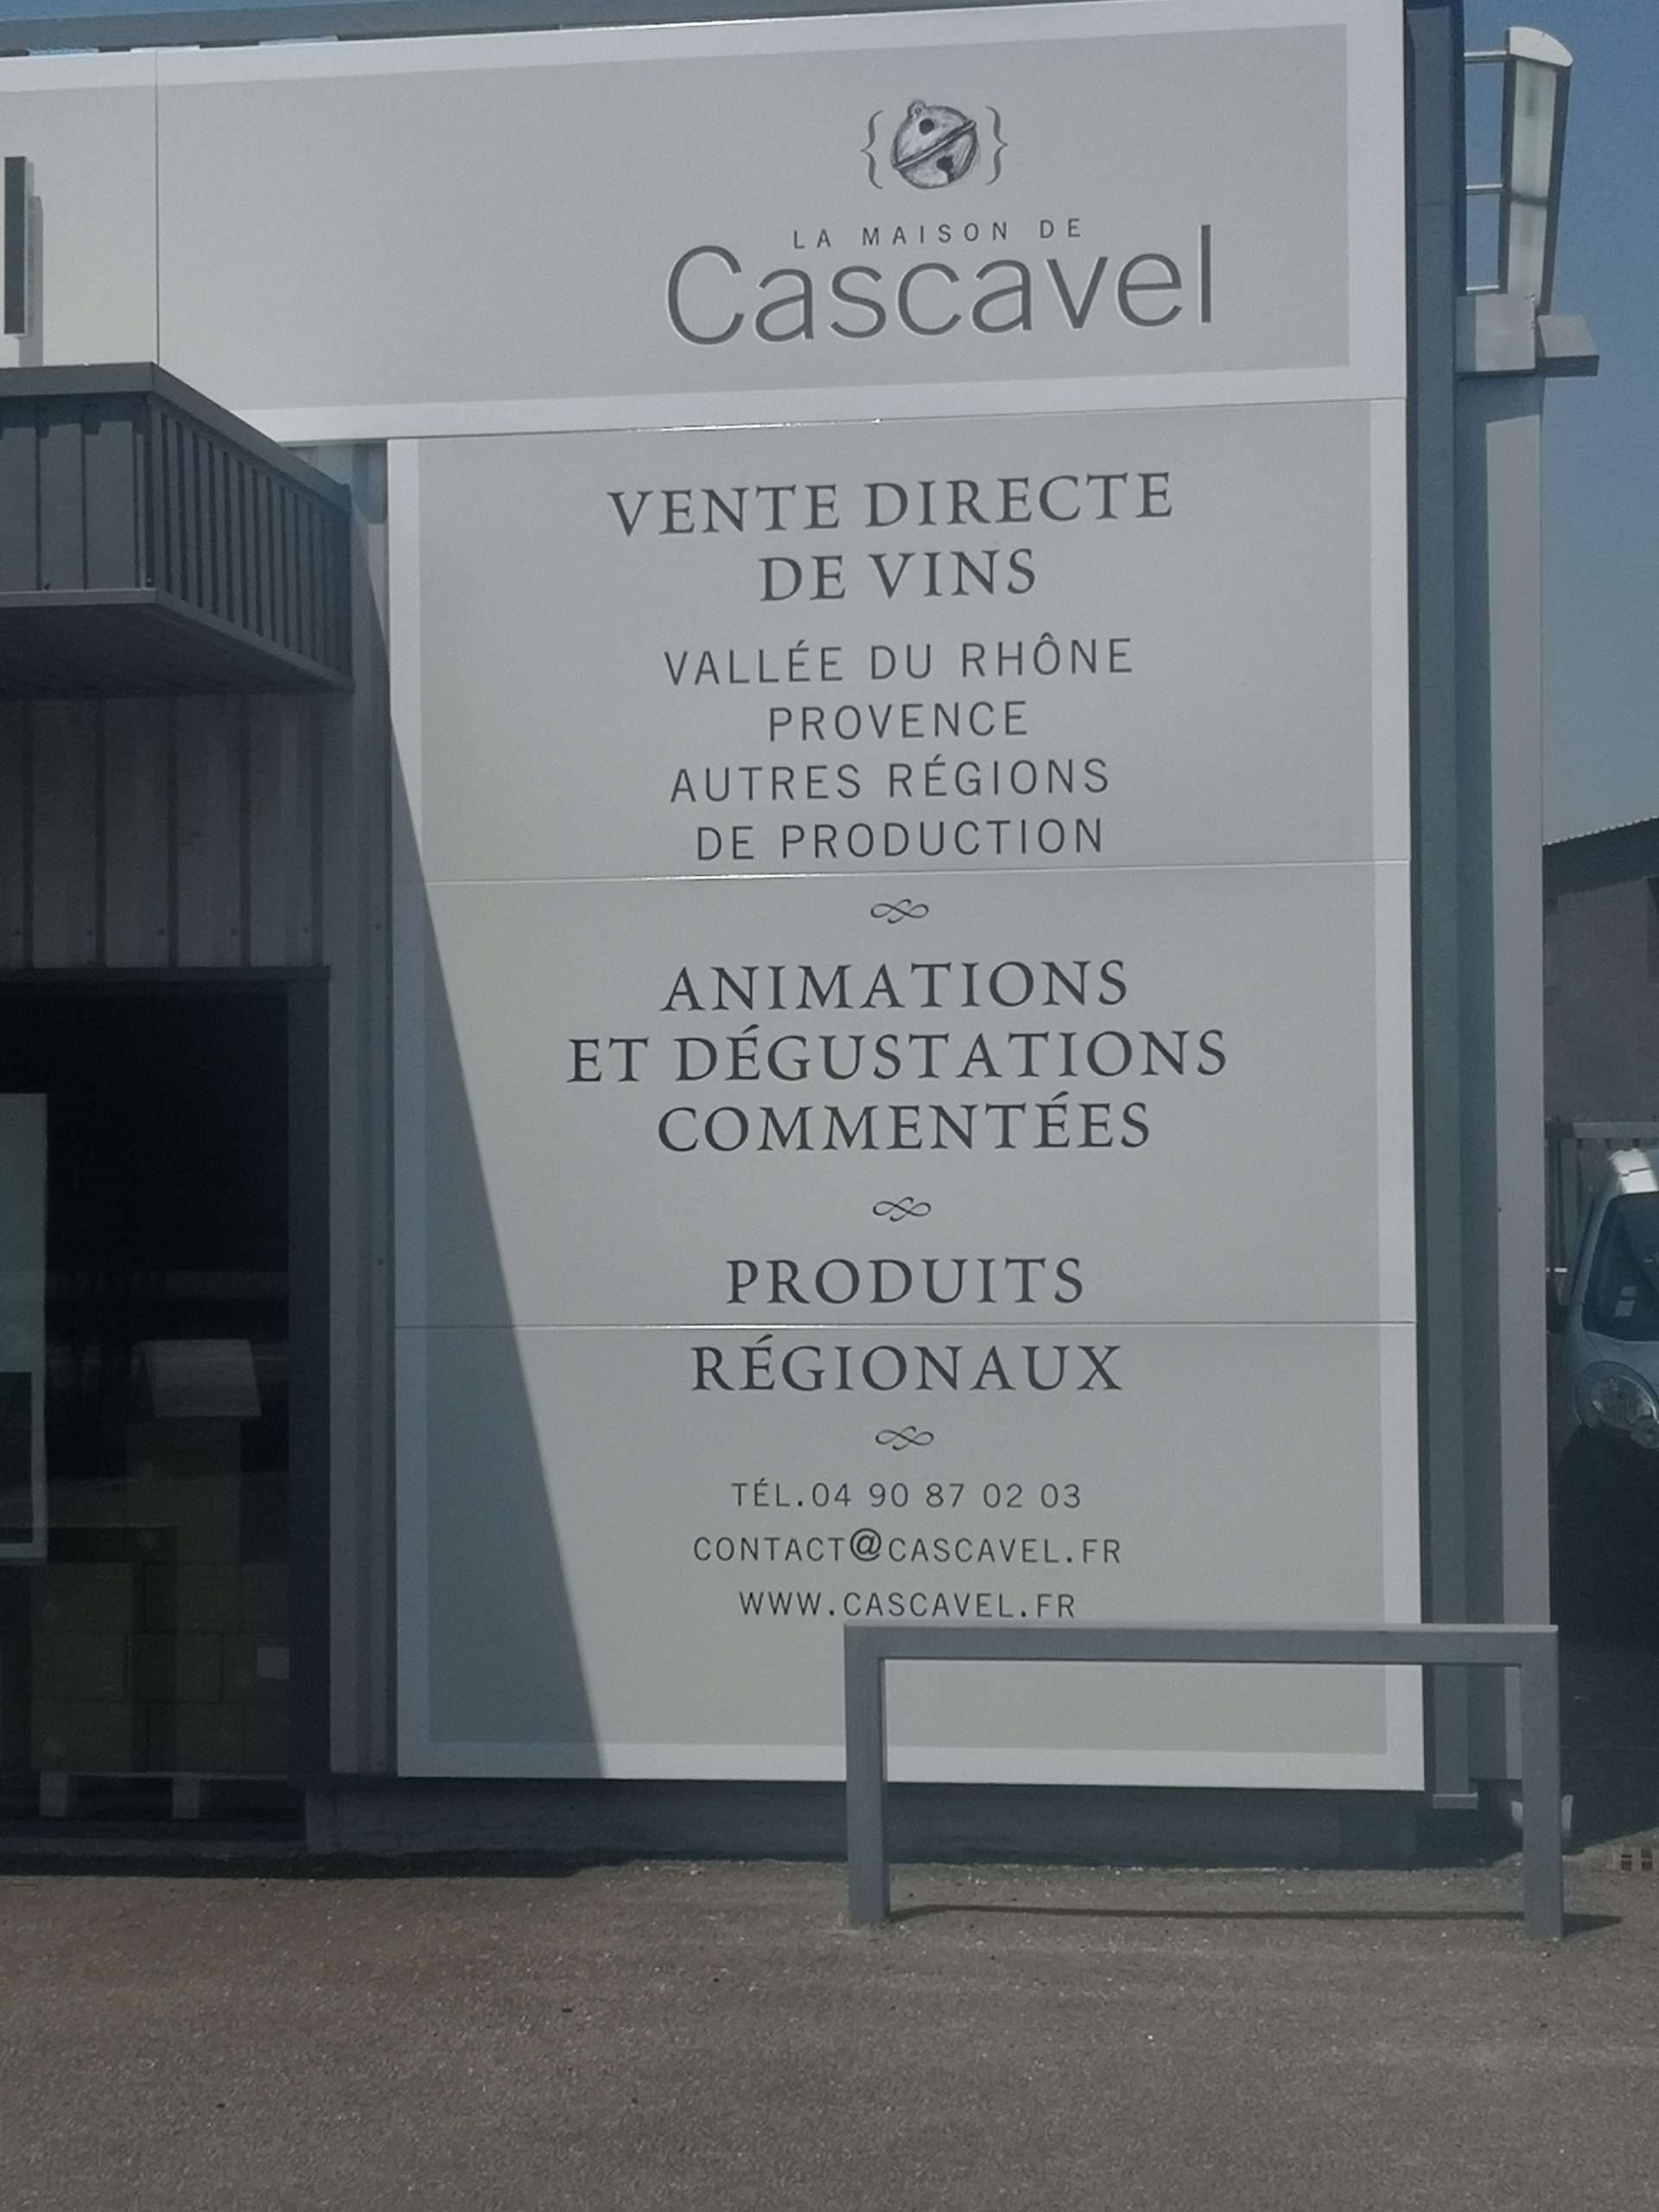 LA MAISON DE
Cascavel
VENTE DIRECTE
DE VINS
VALLÉE DU RHÔNE
PROVENCE
AUTRES RÉGIONS
DE PRODUCTION
ANIMATIONS
ET DÉGUSTATIONS
COMMENTÉES
PRODUITS
RÉGIONAUX
TÉL.04 90 87 02 03
CONTACT@CASCAVEL.FR
WWW.CASCAVEL.FR